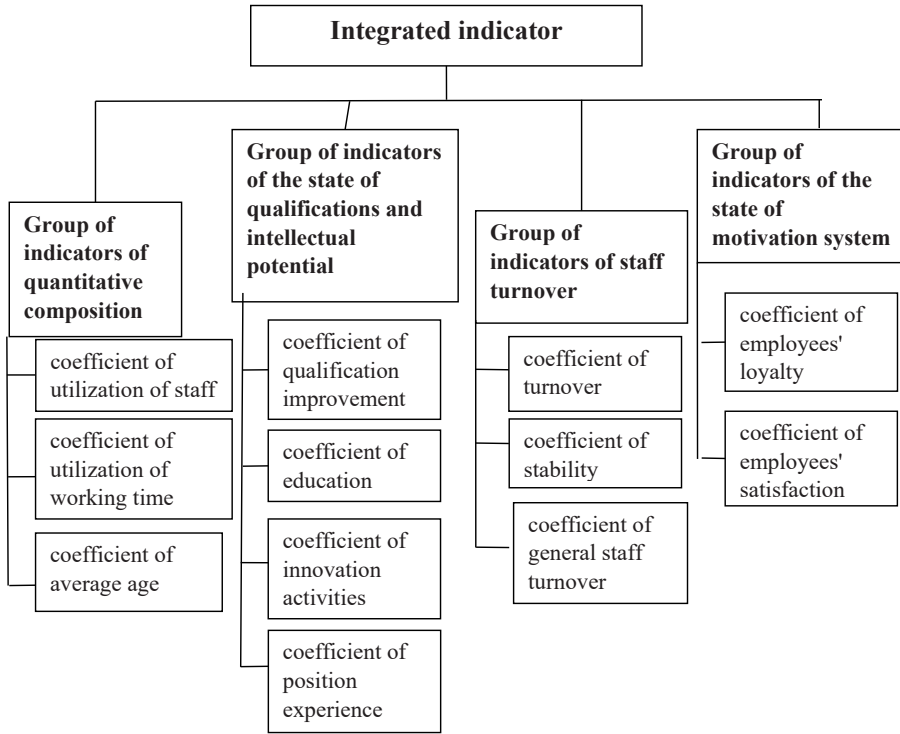 Integrated indicator
Group of
indicators of
quantitative
composition
coefficient of
utilization of staff
coefficient of
utilization of
working time
coefficient of
average age
Group of indicators
of the state of
qualifications and
intellectual
potential
coefficient of
qualification
improvement
coefficient of
education
coefficient of
innovation
activities
coefficient of
position
experience
Group of
indicators of staff
turnover
coefficient of
turnover
coefficient of
stability
coefficient of
general staff
turnover
Group of
indicators of the
state of
motivation system
coefficient of
employees'
loyalty
coefficient of
employees'
satisfaction